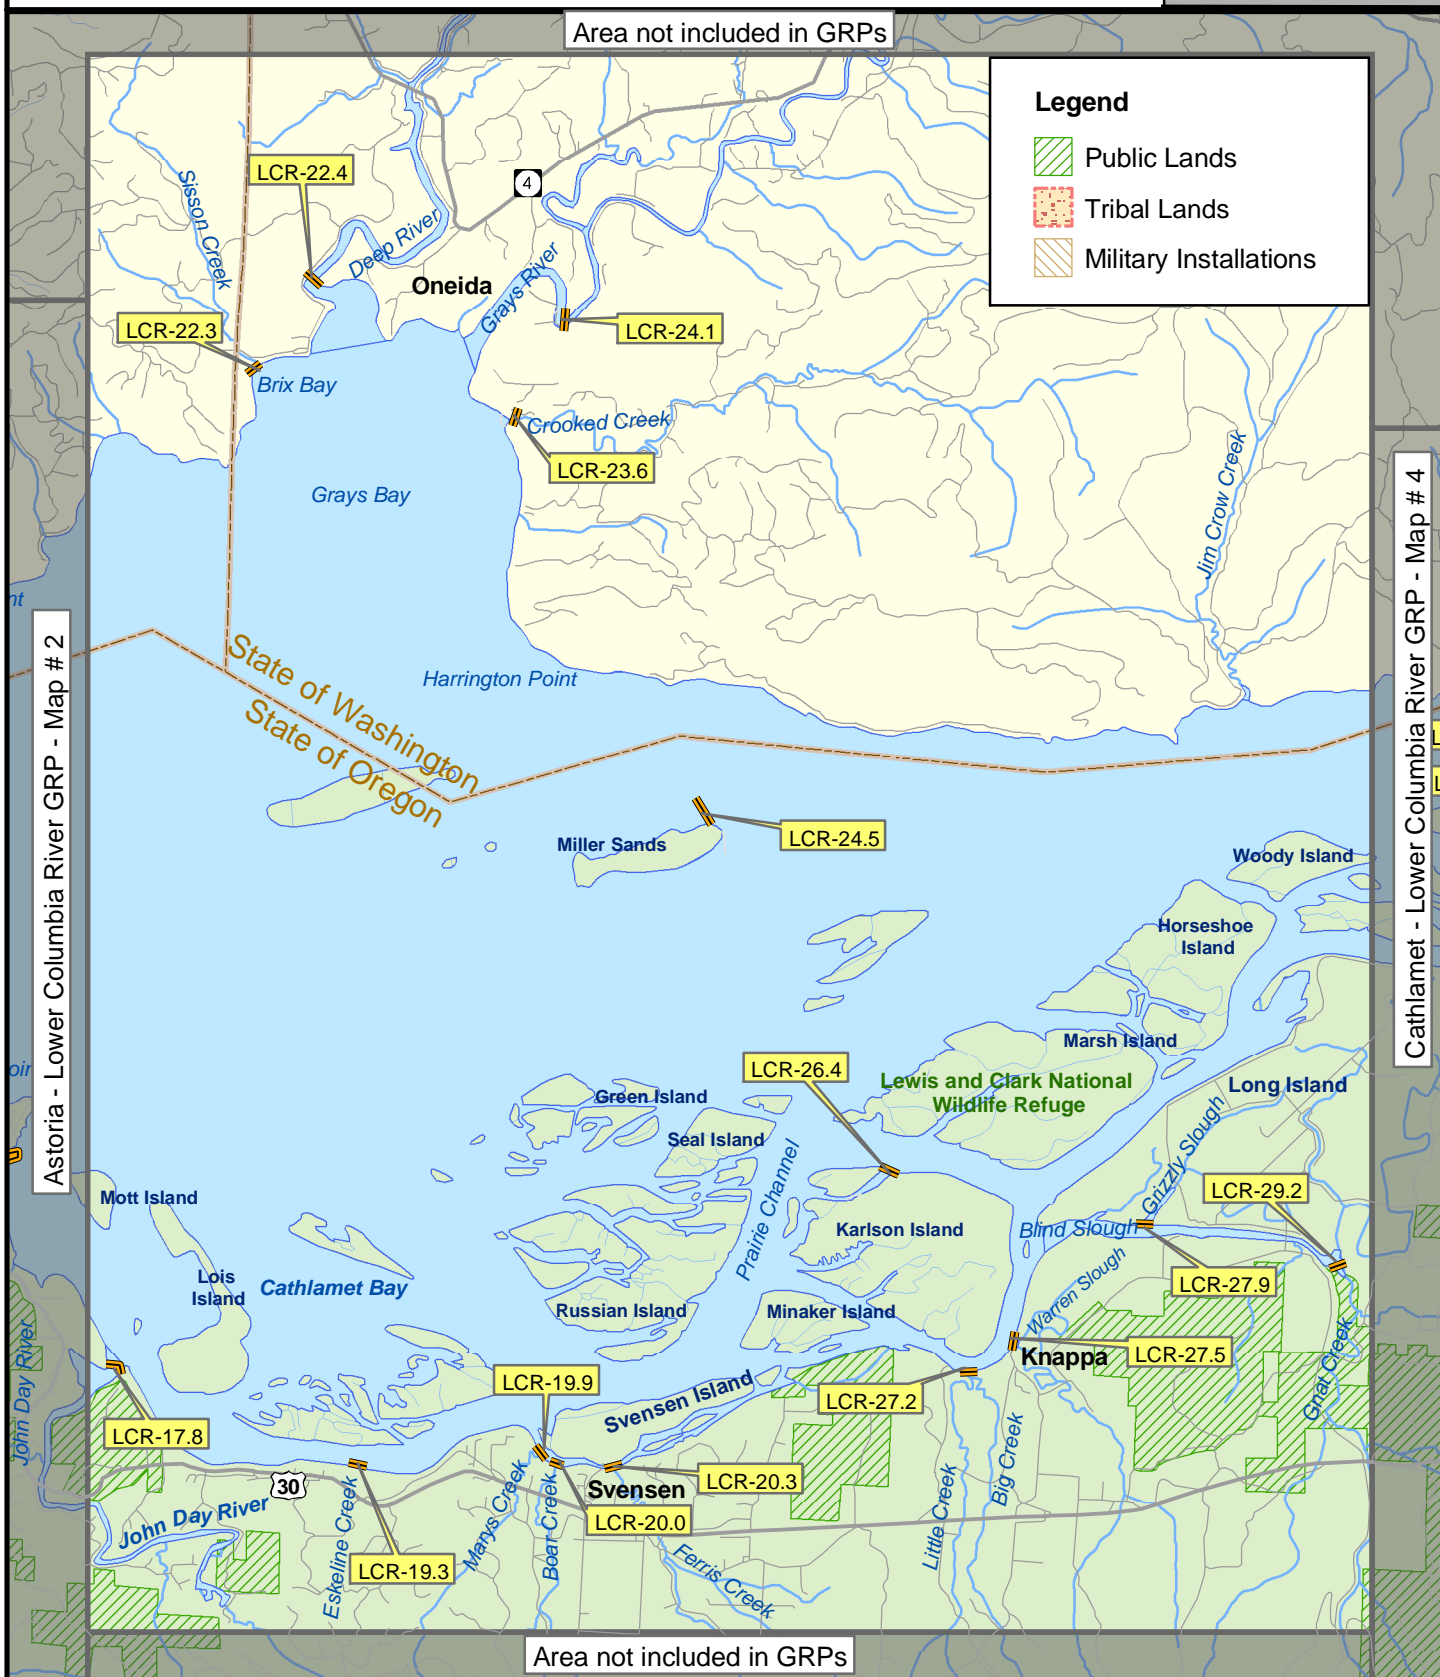 Area not included in GRPs
Legend
Public Lands
Tribal Lands
Military Installations
4
LCR-22.4
Sisson Creek
Deep River
Oneida
Grays River
LCR-22.3
LCR-24.1
Brix Bay
Crooked Creek
LCR-23.6
Grays Bay
Jim Crow Creek
nt
Astoria - Lower Columbia River GRP - Map # 2
Cathlamet - Lower Columbia River GRP - Map # 4
State of Washington
State of Oregon
Harrington Point
L
L
LCR-24.5
Miller Sands
Woody Island
Horseshoe
Island
Marsh Island
oin
LCR-26.4
Lewis and Clark National
Wildlife Refuge
Long Island
Green Island
Seal Island
Prairie Channel
Grizzly Slough
LCR-29.2
Mott Island
Karlson Island
Blind Slough
Lois
Island
Cathlamet Bay
Warren Slough
LCR-27.9
Russian Island
Minaker Island
John Day River
Knappa
LCR-27.5
Gnat Creek
LCR-19.9
Svensen Island
LCR-27.2
LCR-17.8
Big Creek
LCR-20.3
30
Svensen
Marys Creek
Boar Creek
LCR-20.0
John Day River
Eskeline Creek
LCR-19.3
Ferris Creek
Little Creek
Area not included in GRPs